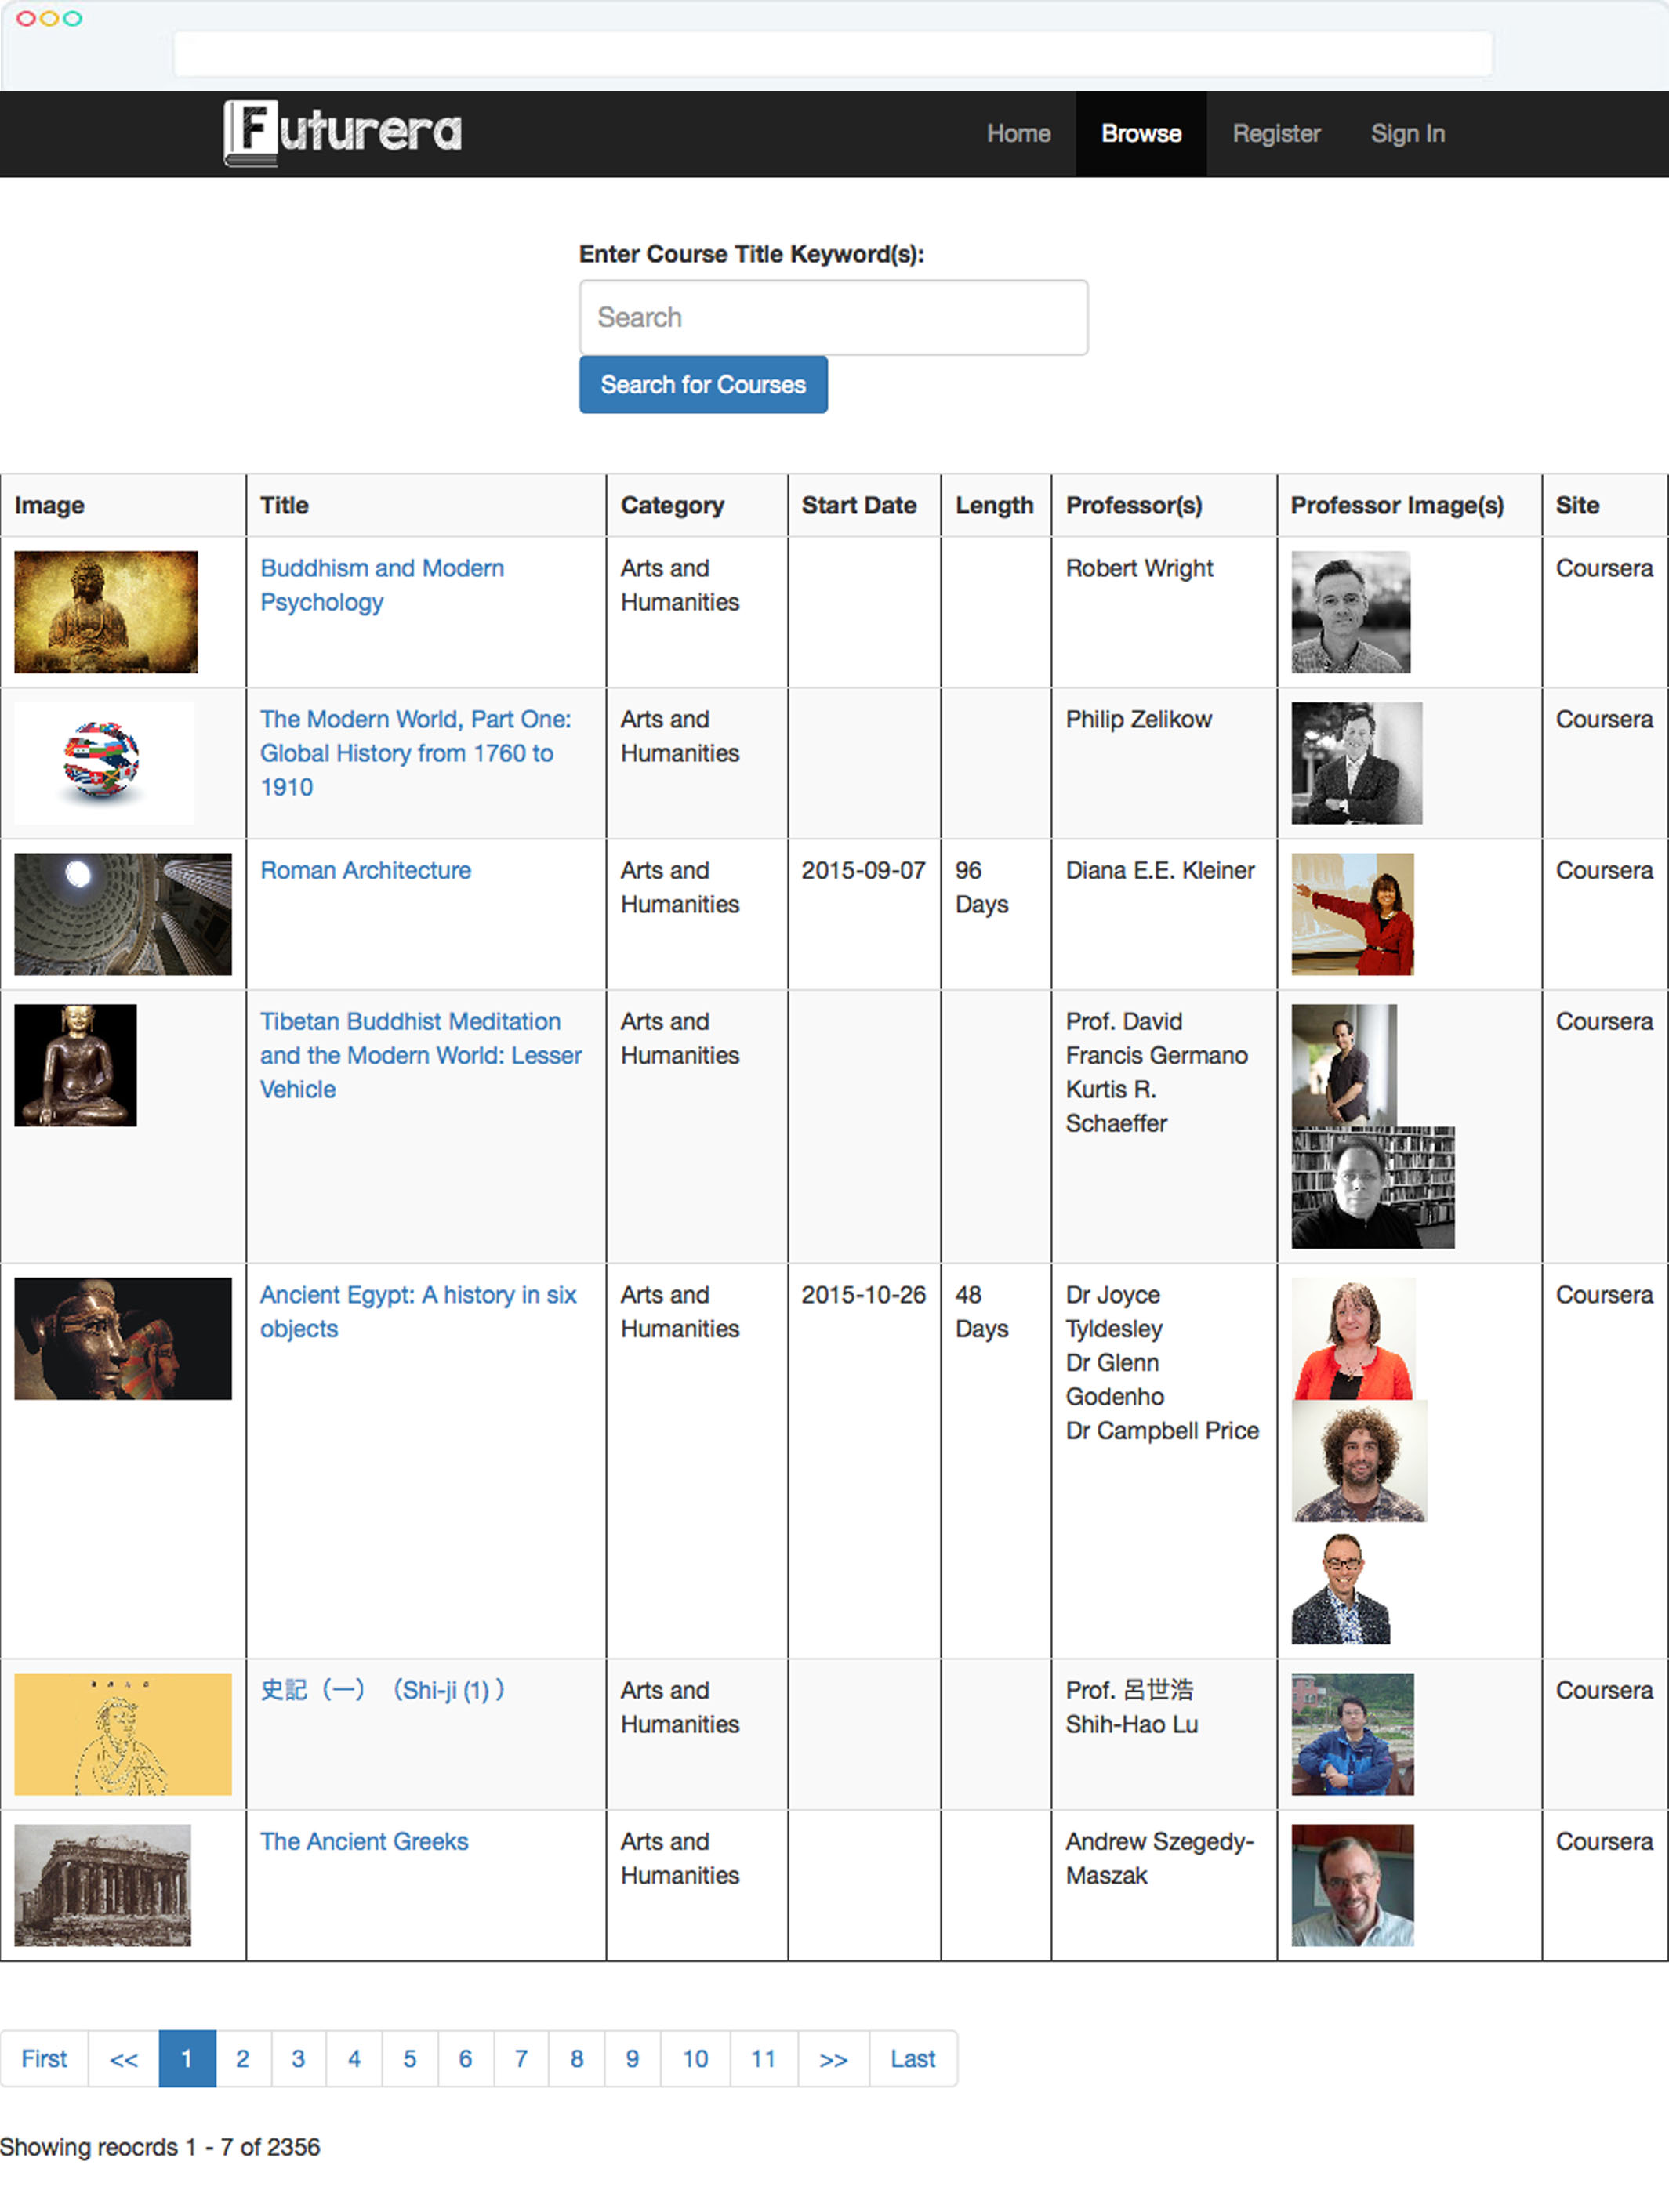 Futurera
Home
Browse
Register
Sign In
Enter Course Title Keyword(s):
Search
Search for Courses
Image
Title
Category
Start Date
Length
Professor(s)
Professor Image(s)
Site
Buddhism and Modern
Psychology
Arts and
Humanities
Robert Wright
Coursera
The Modern World, Part One:
Global History from 1760 to
1910
Arts and
Humanities
Philip Zelikow
Coursera
Roman Architecture
Arts and
Humanities
2015-09-07
96
Days
Diana E.E. Kleiner
Coursera
Tibetan Buddhist Meditation
and the Modern World: Lesser
Vehicle
Arts and
Humanities
Prof. David
Francis Germano
Kurtis R.
Schaeffer
Coursera
Ancient Egypt: A history in six
objects
Arts and
Humanities
2015-10-26
48
Days
Dr Joyce
Tyldesley
Dr Glenn
Godenho
Dr Campbell Price
Coursera
史記（一）（Shi-ji (1) ）
Arts and
Humanities
Prof. 呂世浩
Shih-Hao Lu
Coursera
The Ancient Greeks
Arts and
Humanities
Andrew Szegedy-
Maszak
Coursera
First << 1 2 3 4 5 6 7 8 9 10 11 >> Last
Showing reocrds 1 - 7 of 2356